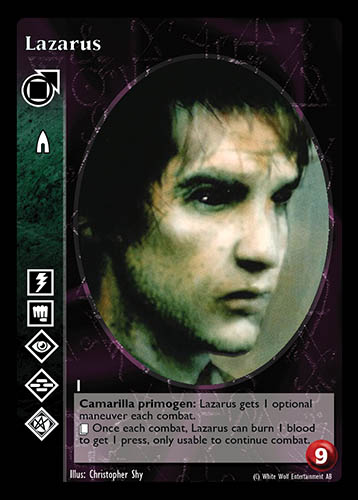 Lazarus
1
Camarilla primogen: Lazarus gets 1 optional
maneuver each combat.
Once each combat, Lazarus can burn 1 blood
to get 1 press, only usable to continue combat.
9
Illus: Christopher Shy
(C) White Wolf Entertainment AB